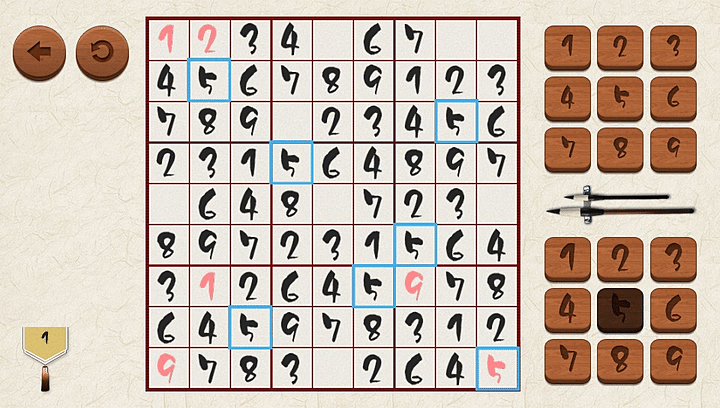 1 2 3 4 6 7
4 5 6 7 8 9 1 2 3
7 8 9 2 3 4 5 6
2 3 1 5 6 4 8 9 7
6 4 8 7 2 3
8 9 7 2 3 1 5 6 4
3 1 2 6 4 5 9 7 8
6 4 5 9 7 8 3 1 2
9 7 8 3 2 6 4 5
1 2 3
4 5 6
7 8 9
1 2 3
4 5 6
7 8 9
1